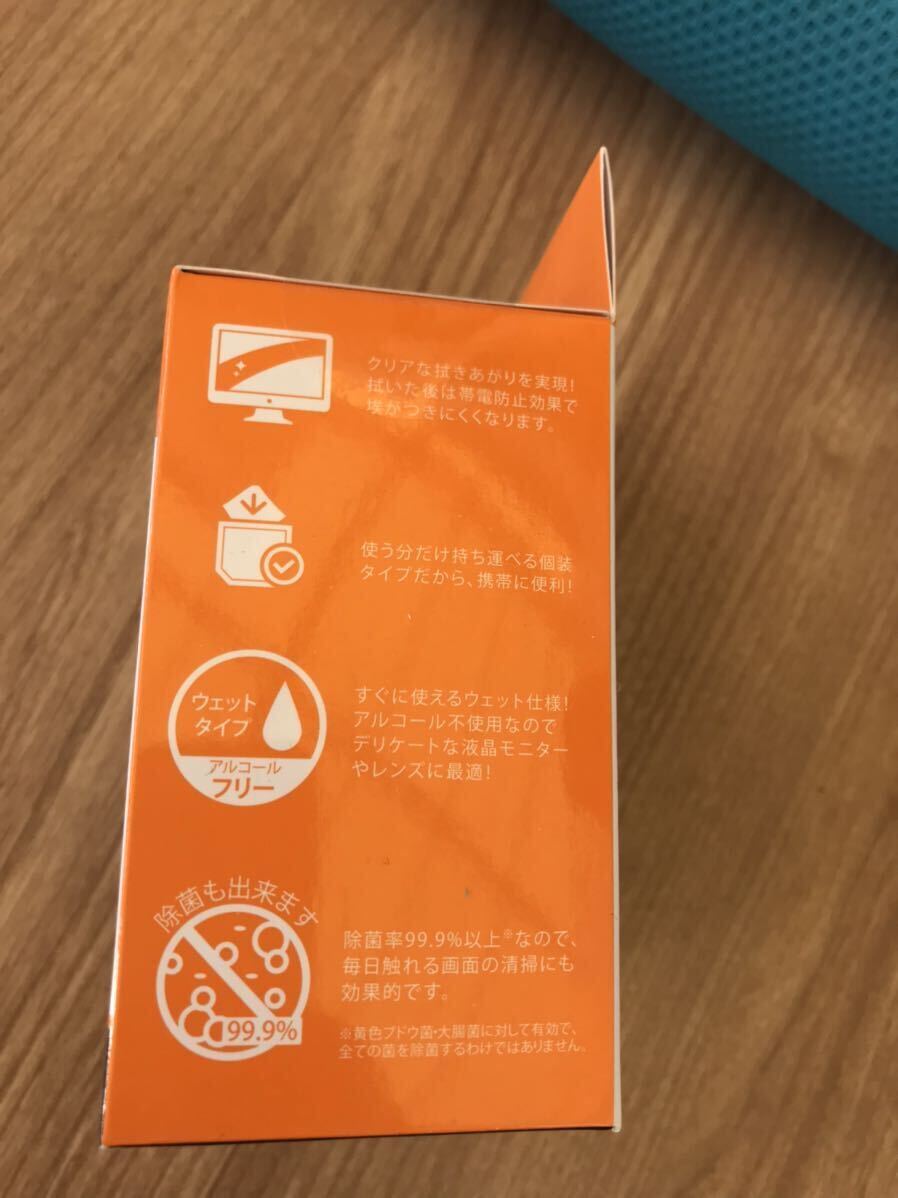 クリアな拭きあがりを実現!
拭いた後は帯電防止効果で
埃がつきにくくなります。
使う分だけ持ち運べる個装
タイプだから、携帯に便利!
ウェット
タイプ
アルコール
フリー
すぐに使えるウェット仕様!
アルコール不使用なので
デリケートな液晶モニター
やレンズに最適!
除菌も出来ます
99.9%
除菌率99.9%以上※なので、
毎日触れる画面の清掃にも
効果的です。
※黄色ブドウ菌・大腸菌に対して有効で、
全ての菌を除菌するわけではありません。